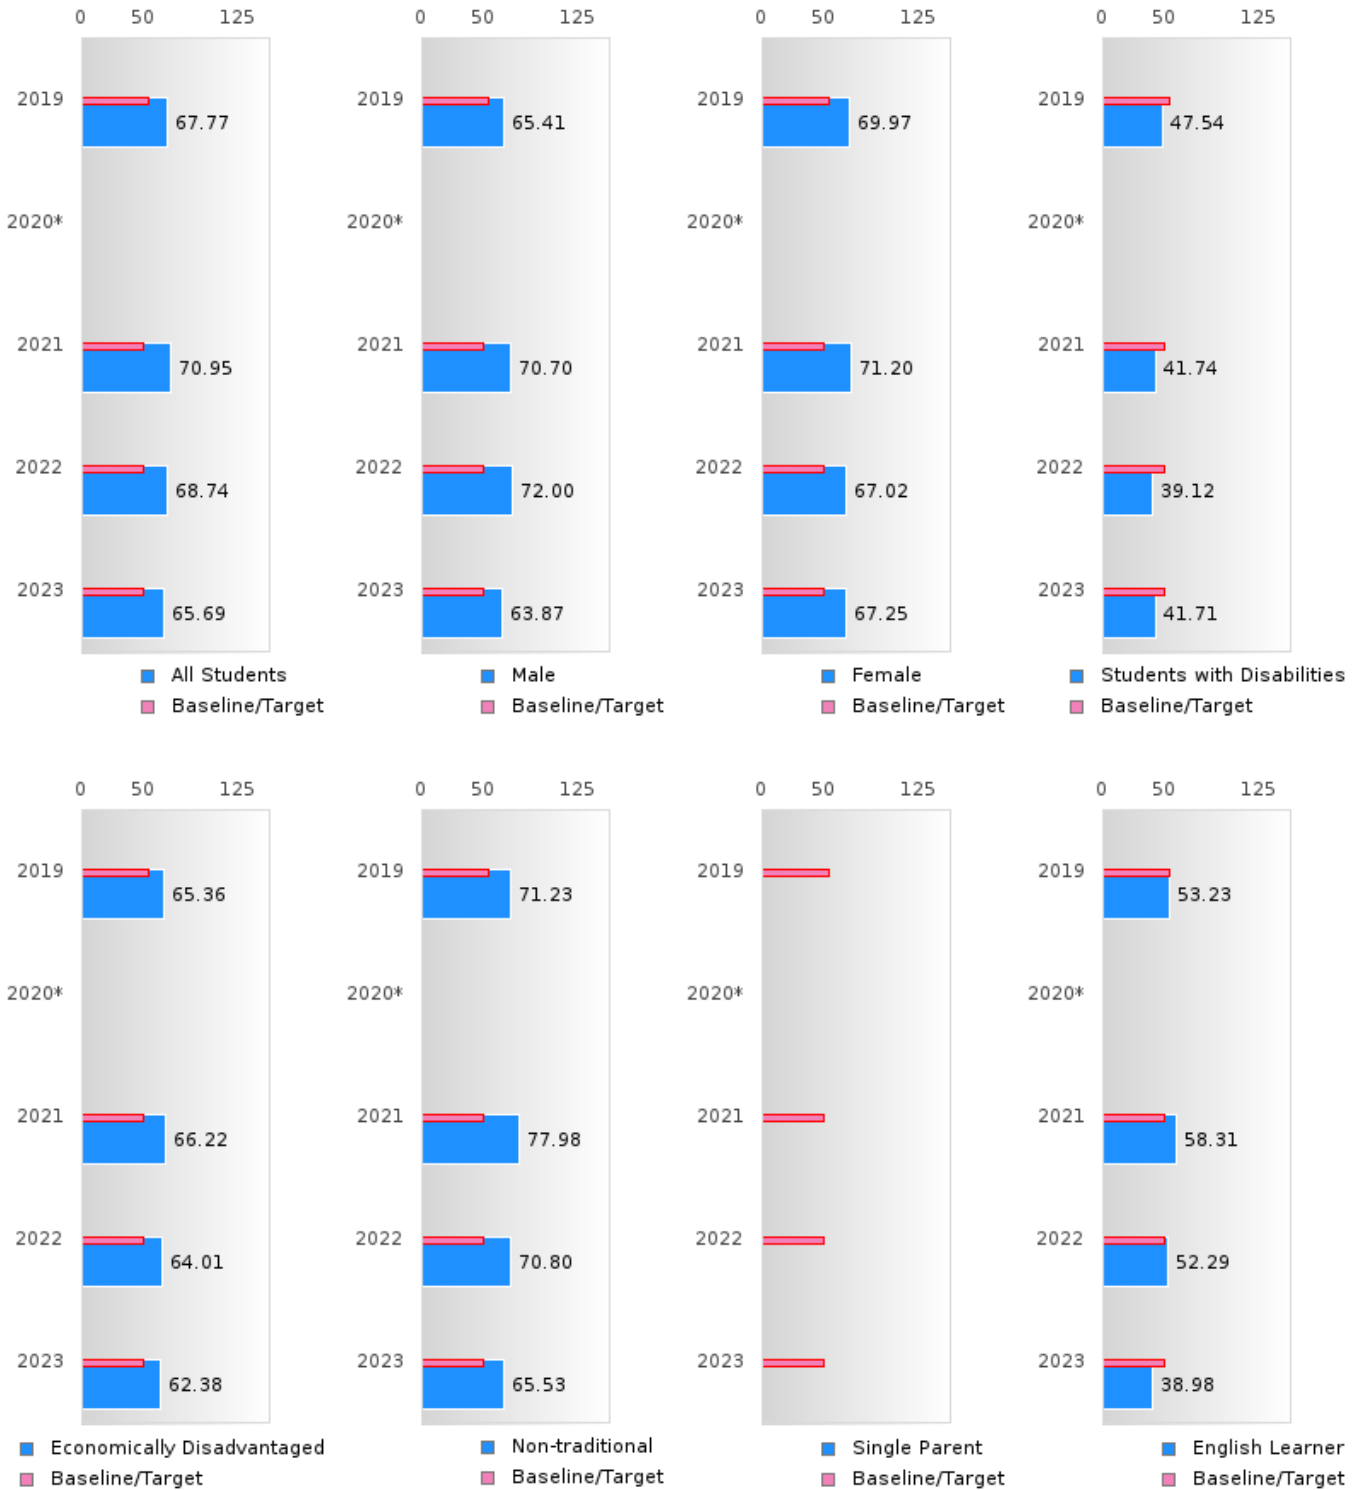 0 50 125 0 50 125 0 50 125 0 50 125
2019 67.77 2019 65.41 2019 69.97 2019 47.54
2020* 2020* 2020* 2020*
2021 70.95 2021 70.70 2021 71.20 2021 41.74
2022 68.74 2022 72.00 2022 67.02 2022 39.12
2023 65.69 2023 63.87 2023 67.25 2023 41.71
All Students Male Female Students with Disabilities
Baseline/Target Baseline/Target Baseline/Target Baseline/Target
0 50 125 0 50 125 0 50 125 0 50 125
2019 65.36 2019 71.23 2019 2019 53.23
2020* 2020* 2020* 2020*
2021 66.22 2021 77.98 2021 2021 58.31
2022 64.01 2022 70.80 2022 2022 52.29
2023 62.38 2023 65.53 2023 2023 38.98
Economically Disadvantaged Non-traditional Single Parent English Learner
Baseline/Target Baseline/Target Baseline/Target Baseline/Target